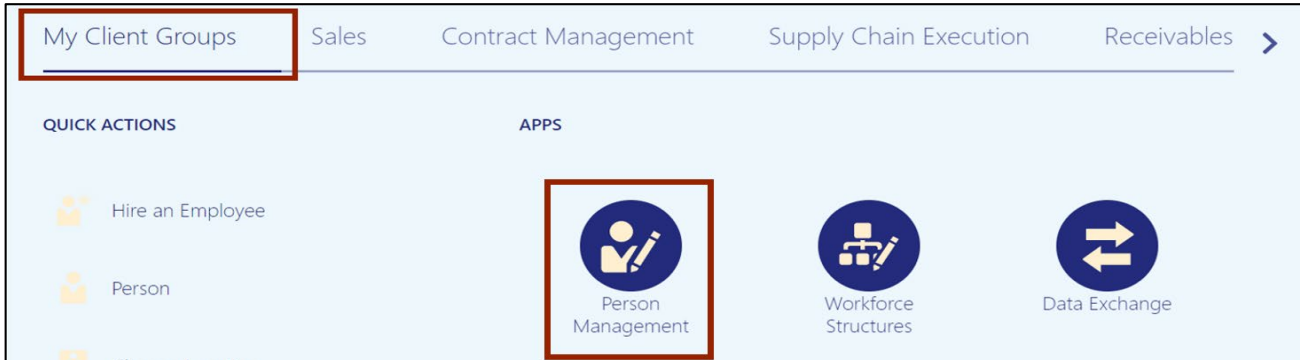 My Client Groups Sales Contract Management Supply Chain Execution Receivables
QUICK ACTIONS
APPS
Hire an Employee
Person
Person
Management
Workforce
Structures
Data Exchange